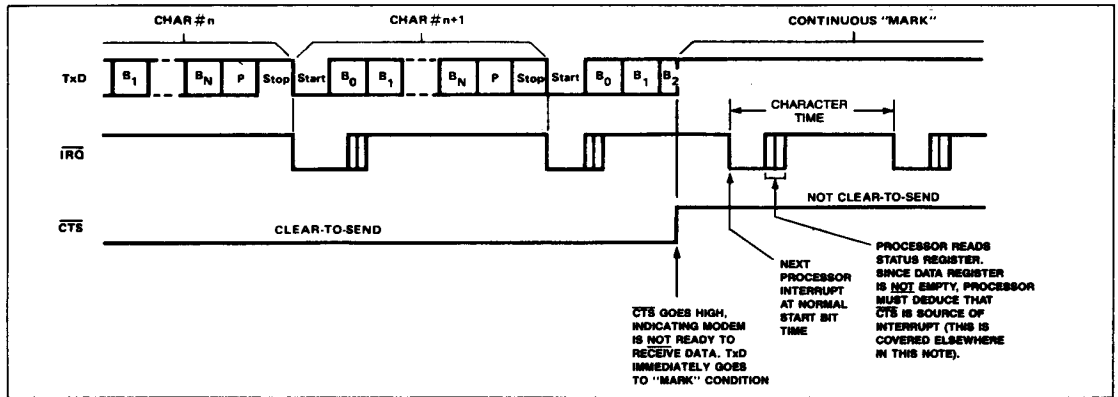 CHAR #n CHAR #n+1 CONTINUOUS "MARK"
TxD B1 BN P Stop Start B0 B1 BN P Stop Start B0 B1 B2
CHARACTER
TIME
IRQ
NOT CLEAR-TO-SEND
CTS CLEAR-TO-SEND
NEXT
PROCESSOR
INTERRUPT
AT NORMAL
START BIT
TIME
PROCESSOR READS
STATUS REGISTER.
SINCE DATA REGISTER
IS NOT EMPTY, PROCESSOR
MUST DEDUCE THAT
CTS IS SOURCE OF
INTERRUPT (THIS IS
COVERED ELSEWHERE
IN THIS NOTE).
CTS GOES HIGH,
INDICATING MODEM
IS NOT READY TO
RECEIVE DATA. TxD
IMMEDIATELY GOES
TO "MARK" CONDITION